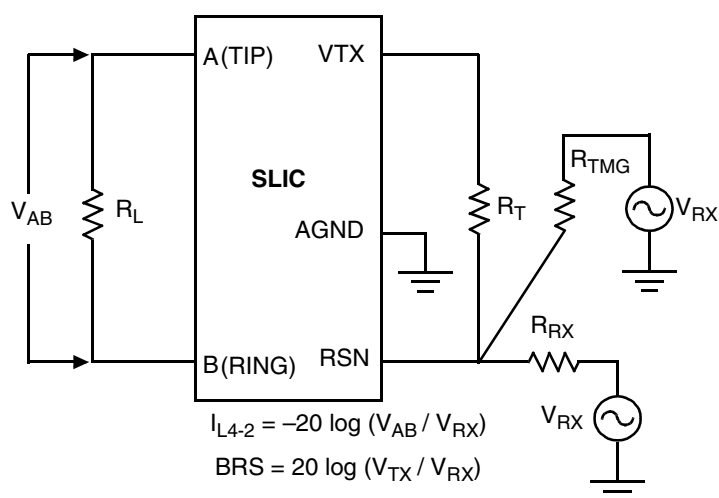 A(TIP) VTX
SLIC
V_AB R_L
AGND
R_T
R_TMG
V_RX
B(RING) RSN
R_RX
V_RX
I_L4-2 = –20 log (V_AB / V_RX)
BRS = 20 log (V_TX / V_RX)